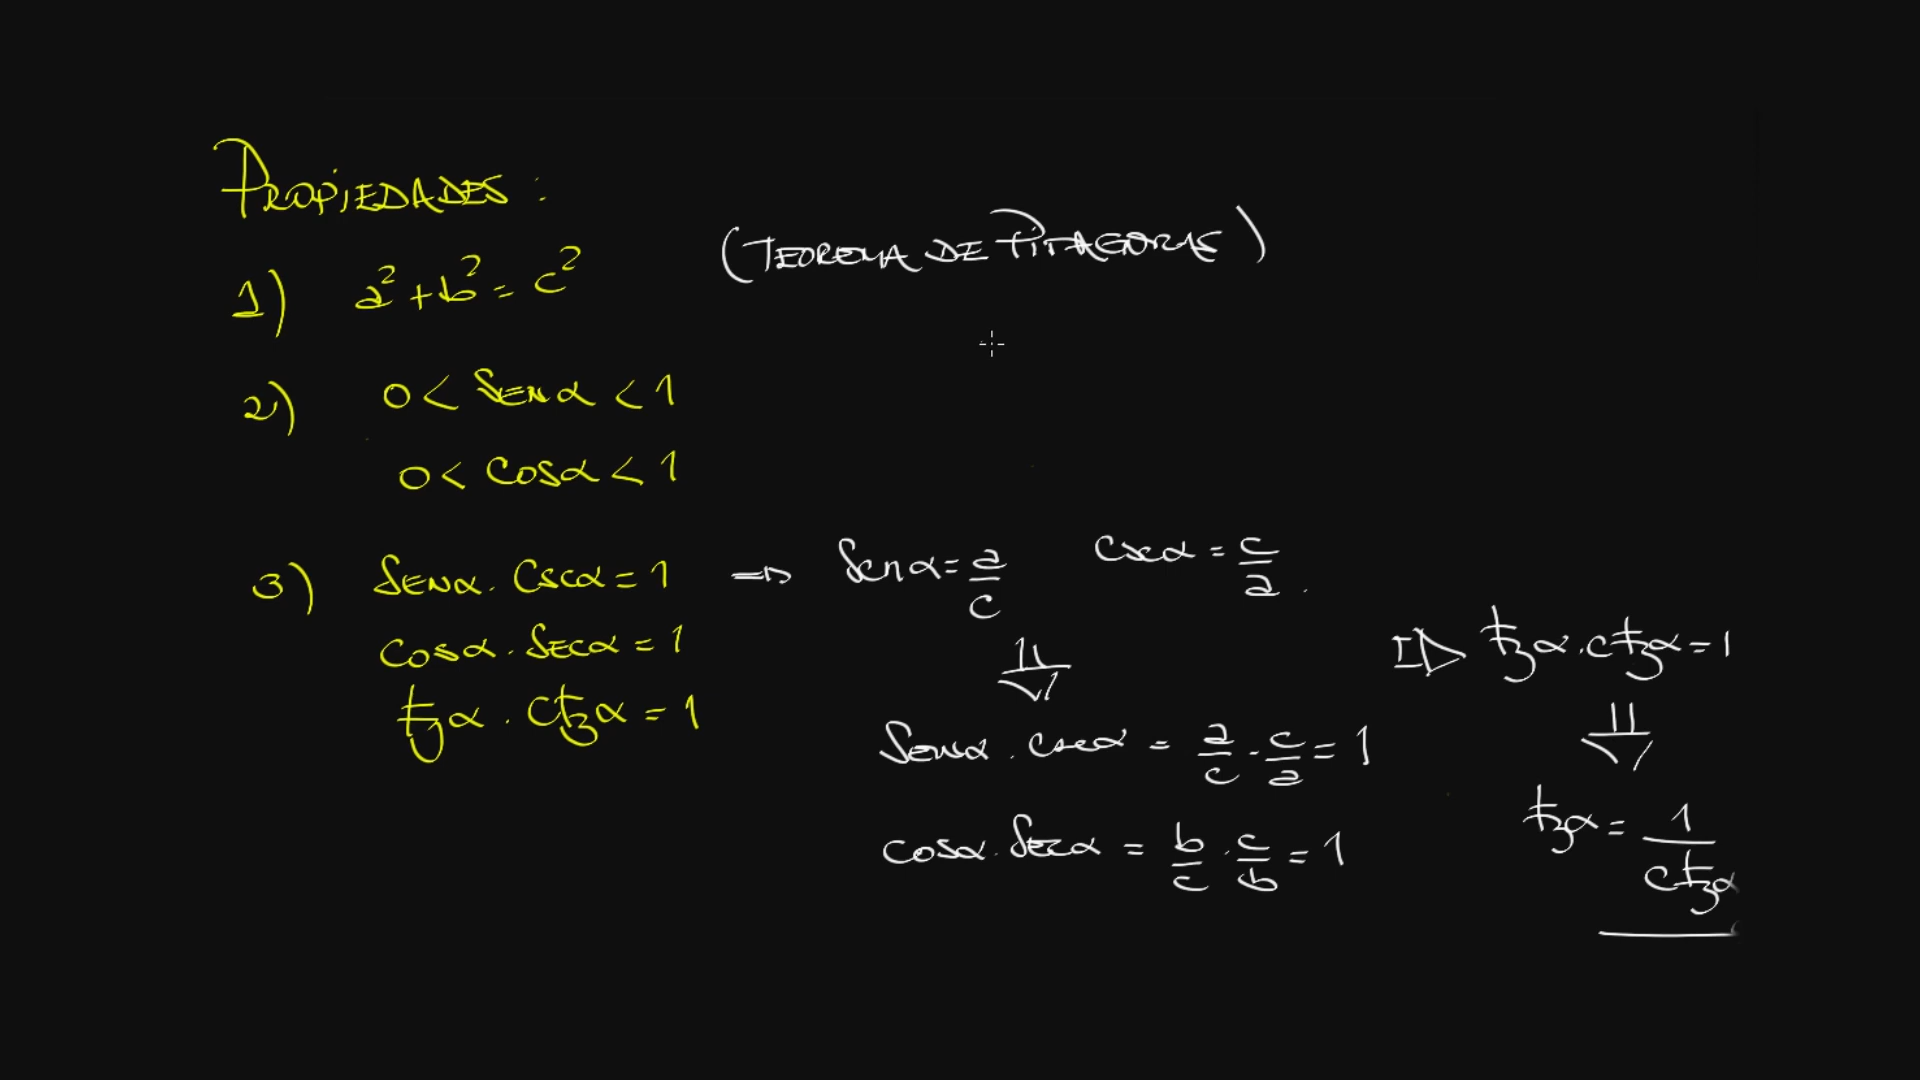 PROPIEDADES:
1) a² + b² = c² (TEOREMA DE PITAGORAS)
2) 0 < SENα < 1
0 < COSα < 1
3) SENα . CSCα = 1 ⇒ Senα = a/c cscα = c/a.
COSα . SECα = 1
tgα . Ctgα = 1
⇓
Senα . cscα = a/c . c/a = 1
COSα . SECα = b/c . c/b = 1
⇒ tgα . ctgα = 1
⇓
tgα = 1/ctgα